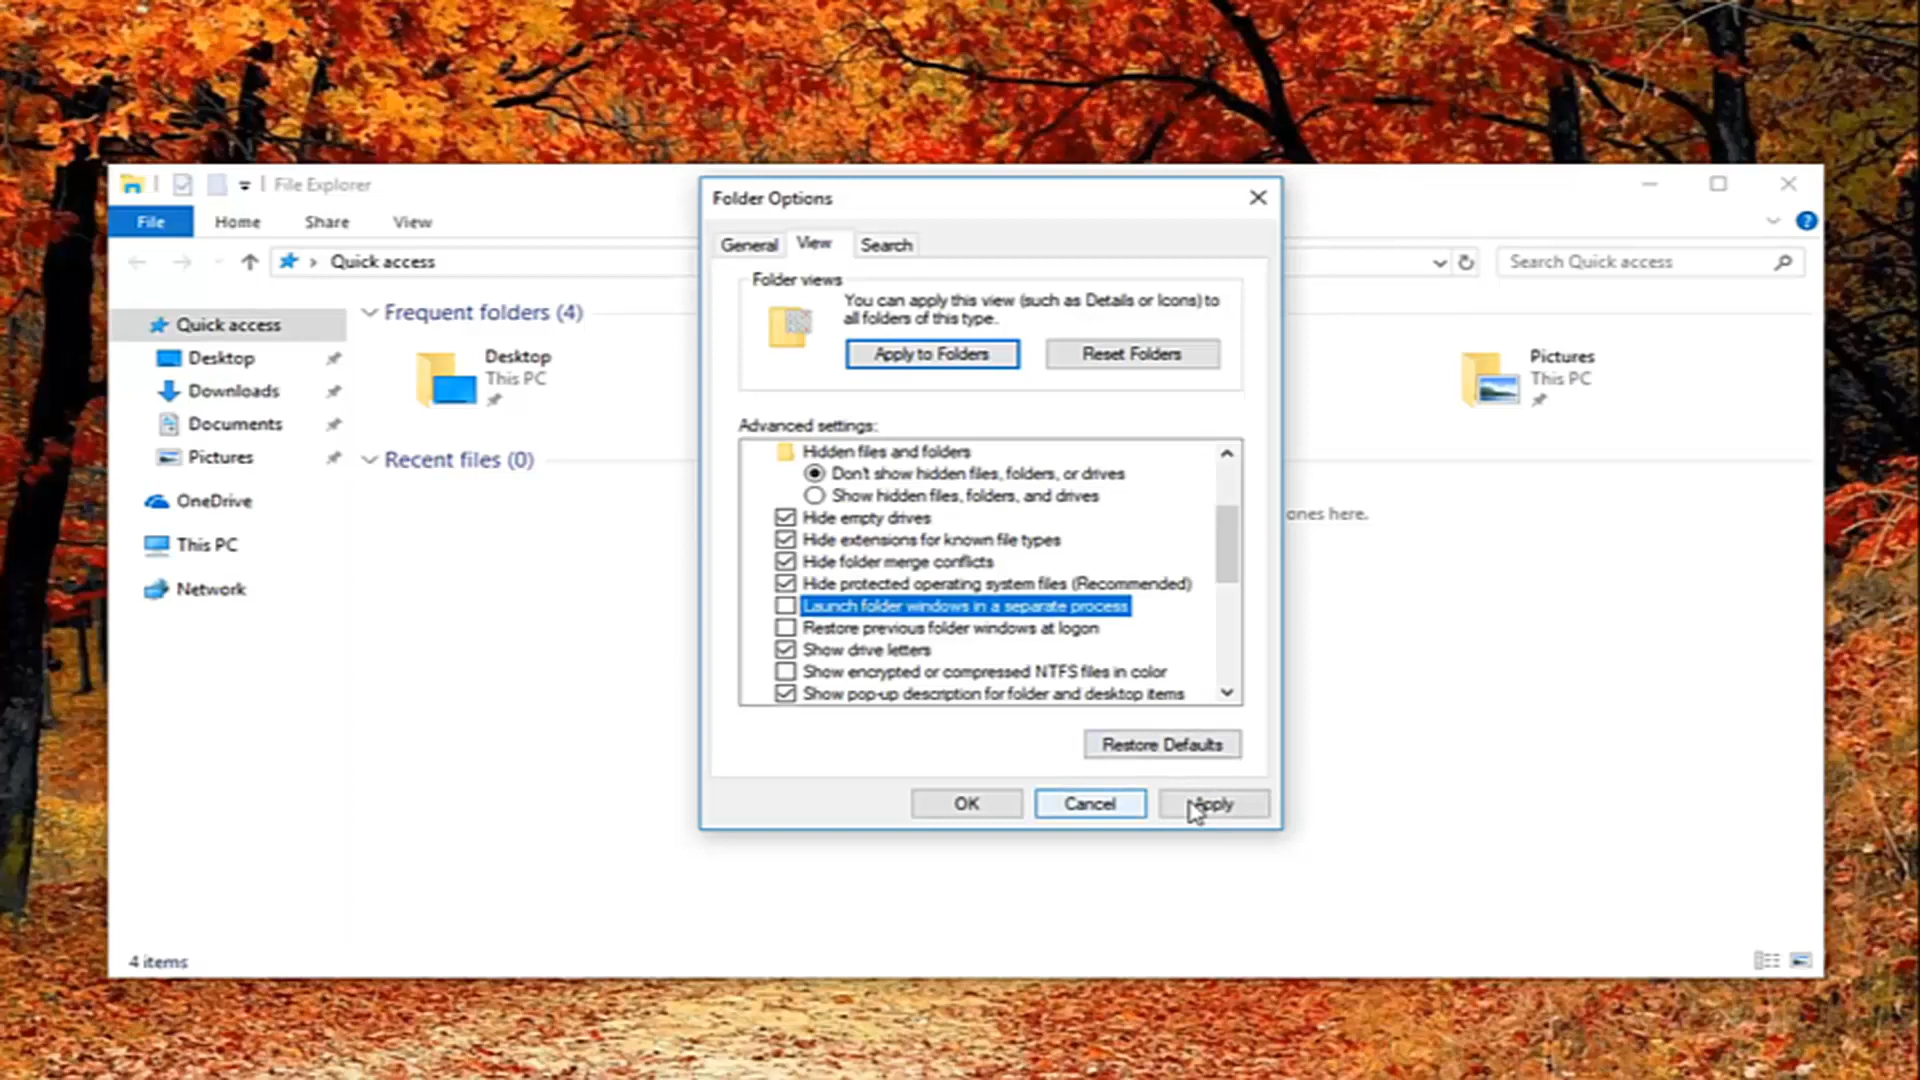 File Explorer
File Home Share View
Quick access
Search Quick access
Quick access
Desktop
Downloads
Documents
Pictures
OneDrive
This PC
Network
Frequent folders (4)
Desktop
This PC
Pictures
This PC
Recent files (0)
ones here.
4 items
Folder Options
General View Search
Folder views
You can apply this view (such as Details or Icons) to
all folders of this type.
Apply to Folders Reset Folders
Advanced settings:
Hidden files and folders
Don't show hidden files, folders, or drives
Show hidden files, folders, and drives
Hide empty drives
Hide extensions for known file types
Hide folder merge conflicts
Hide protected operating system files (Recommended)
Launch folder windows in a separate process
Restore previous folder windows at logon
Show drive letters
Show encrypted or compressed NTFS files in color
Show pop-up description for folder and desktop items
Restore Defaults
OK Cancel Apply